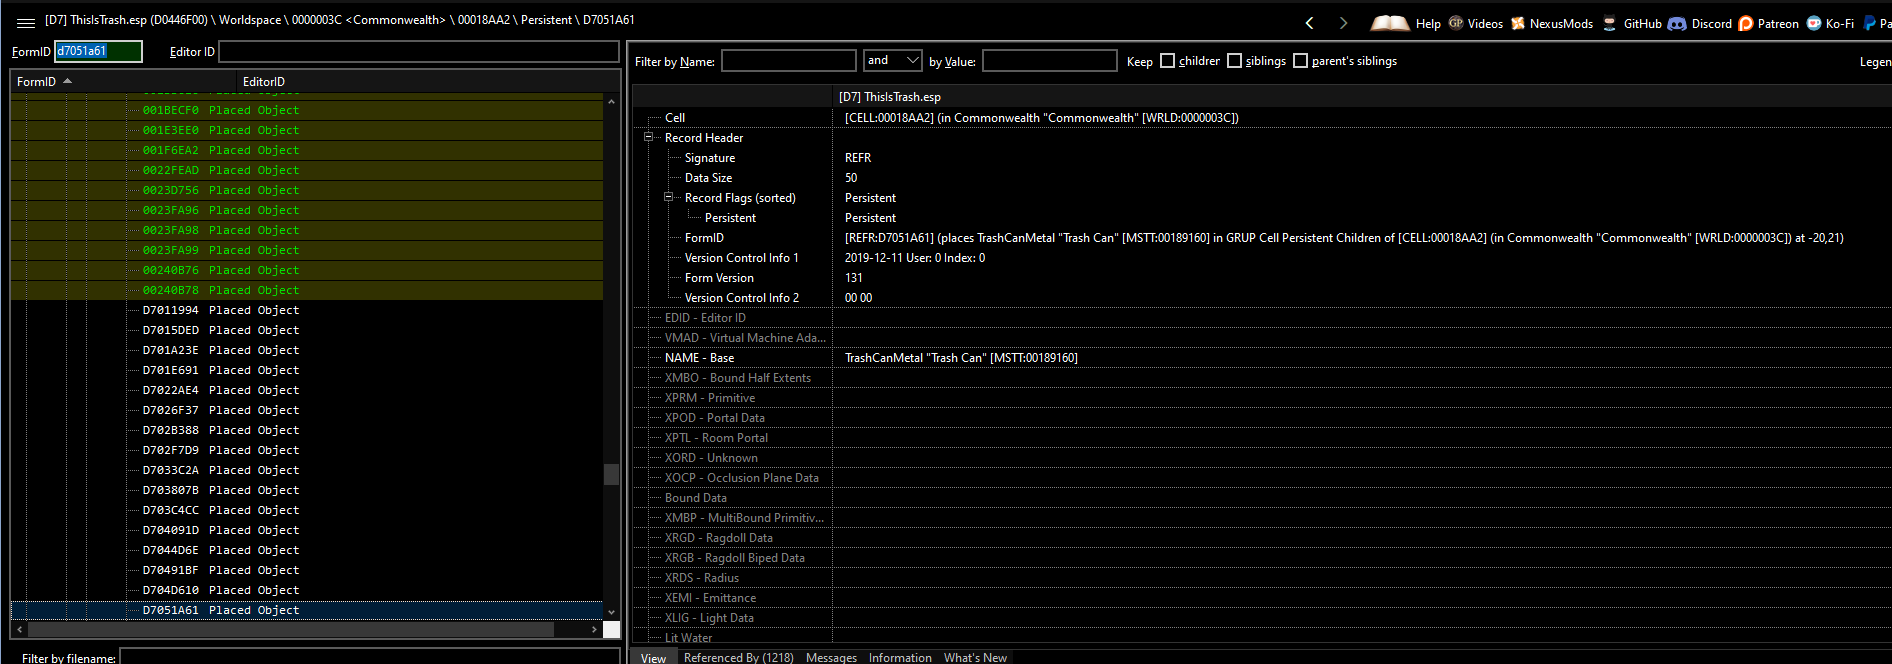 [D7] ThisIsTrash.esp (D0446F00) \ Worldspace \ 0000003C <Commonwealth> \ 00018AA2 \ Persistent \ D7051A61
Help Videos NexusMods GitHub Discord Patreon Ko-Fi Pa
FormID d7051a61 Editor ID
FormID EditorID
001BECF0 Placed Object
001E3EE0 Placed Object
001F6EA2 Placed Object
0022FEAD Placed Object
0023D756 Placed Object
0023FA96 Placed Object
0023FA98 Placed Object
0023FA99 Placed Object
00240B76 Placed Object
00240B78 Placed Object
D7011994 Placed Object
D7015DED Placed Object
D701A23E Placed Object
D701E691 Placed Object
D7022AE4 Placed Object
D7026F37 Placed Object
D702B388 Placed Object
D702F7D9 Placed Object
D7033C2A Placed Object
D703807B Placed Object
D703C4CC Placed Object
D704091D Placed Object
D7044D6E Placed Object
D70491BF Placed Object
D704D610 Placed Object
D7051A61 Placed Object
Filter by filename:
Filter by Name: and by Value: Keep children siblings parent's siblings Legen
[D7] ThisIsTrash.esp
Cell [CELL:00018AA2] (in Commonwealth "Commonwealth" [WRLD:0000003C])
Record Header
Signature REFR
Data Size 50
Record Flags (sorted) Persistent
Persistent Persistent
FormID [REFR:D7051A61] (places TrashCanMetal "Trash Can" [MSTT:00189160] in GRUP Cell Persistent Children of [CELL:00018AA2] (in Commonwealth "Commonwealth" [WRLD:0000003C]) at -20,21)
Version Control Info 1 2019-12-11 User: 0 Index: 0
Form Version 131
Version Control Info 2 00 00
EDID - Editor ID
VMAD - Virtual Machine Ada...
NAME - Base TrashCanMetal "Trash Can" [MSTT:00189160]
XMBO - Bound Half Extents
XPRM - Primitive
XPOD - Portal Data
XPTL - Room Portal
XORD - Unknown
XOCP - Occlusion Plane Data
Bound Data
XMBP - MultiBound Primitiv...
XRGD - Ragdoll Data
XRGB - Ragdoll Biped Data
XRDS - Radius
XEMI - Emittance
XLIG - Light Data
Lit Water
View Referenced By (1218) Messages Information What's New